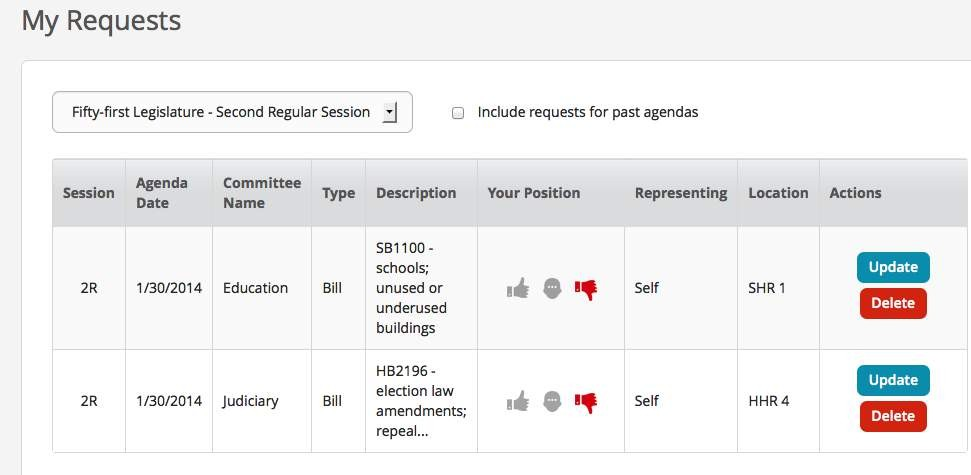 My Requests
Fifty-first Legislature - Second Regular Session
Include requests for past agendas
Session
Agenda
Date
Committee
Name
Type
Description
Your Position
Representing
Location
Actions
2R
1/30/2014
Education
Bill
SB1100 -
schools;
unused or
underused
buildings
Self
SHR 1
Update
Delete
2R
1/30/2014
Judiciary
Bill
HB2196 -
election law
amendments;
repeal...
Self
HHR 4
Update
Delete